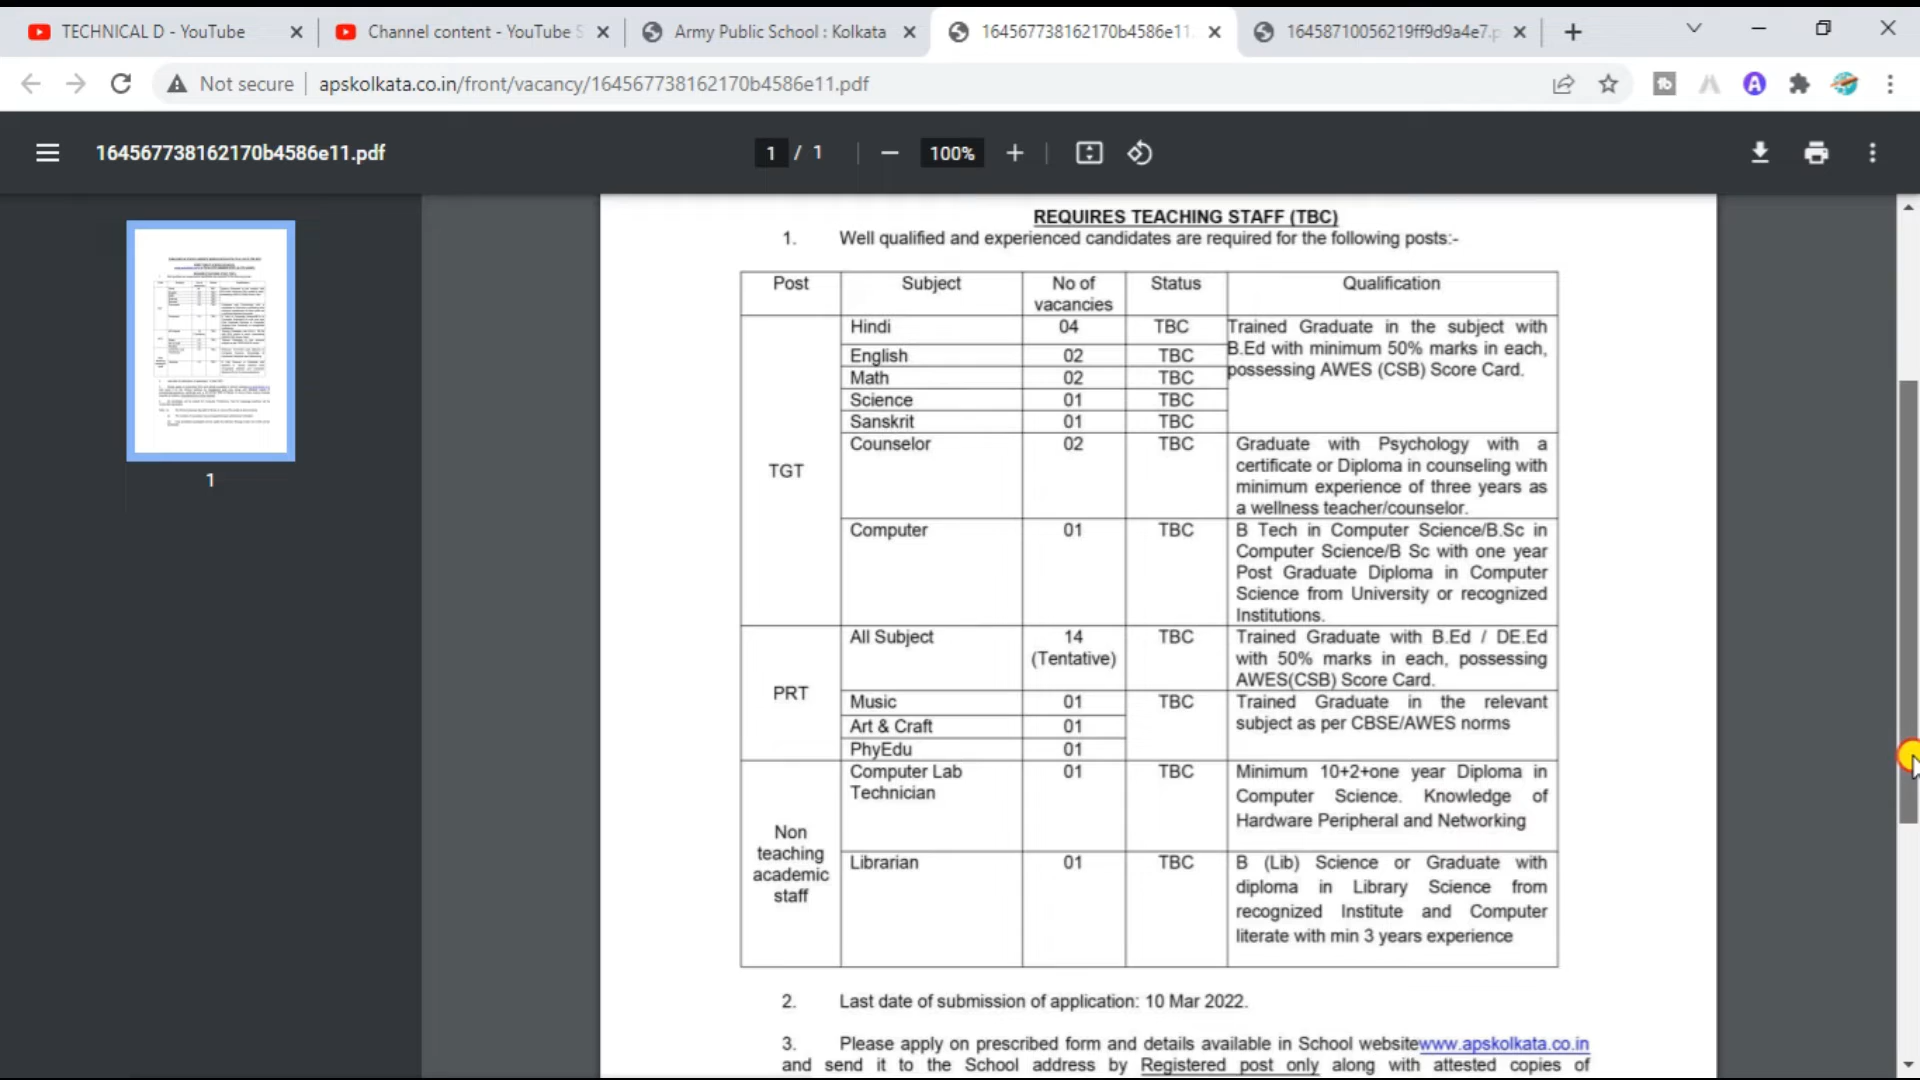 TECHNICAL D - YouTube
Channel content - YouTube S
Army Public School : Kolkata
164567738162170b4586e11.
16458710056219ff9d9a4e7.p
Not secure
apskolkata.co.in/front/vacancy/164567738162170b4586e11.pdf
164567738162170b4586e11.pdf
1 / 1
100%
1
REQUIRES TEACHING STAFF (TBC)
1. Well qualified and experienced candidates are required for the following posts:-
Post Subject No of vacancies Status Qualification
TGT
Hindi 04 TBC
English 02 TBC
Math 02 TBC
Science 01 TBC
Sanskrit 01 TBC
Trained Graduate in the subject with
B.Ed with minimum 50% marks in each,
possessing AWES (CSB) Score Card.
Counselor 02 TBC
Graduate with Psychology with a
certificate or Diploma in counseling with
minimum experience of three years as
a wellness teacher/counselor.
Computer 01 TBC
B Tech in Computer Science/B.Sc in
Computer Science/B Sc with one year
Post Graduate Diploma in Computer
Science from University or recognized
Institutions.
PRT
All Subject 14 (Tentative) TBC
Trained Graduate with B.Ed / DE.Ed
with 50% marks in each, possessing
AWES(CSB) Score Card.
Music 01 TBC
Art & Craft 01
PhyEdu 01
Trained Graduate in the relevant
subject as per CBSE/AWES norms
Non
teaching
academic
staff
Computer Lab
Technician
01 TBC
Minimum 10+2+one year Diploma in
Computer Science. Knowledge of
Hardware Peripheral and Networking
Librarian 01 TBC
B (Lib) Science or Graduate with
diploma in Library Science from
recognized Institute and Computer
literate with min 3 years experience
2. Last date of submission of application: 10 Mar 2022.
3. Please apply on prescribed form and details available in School websitewww.apskolkata.co.in
and send it to the School address by Registered post only along with attested copies of